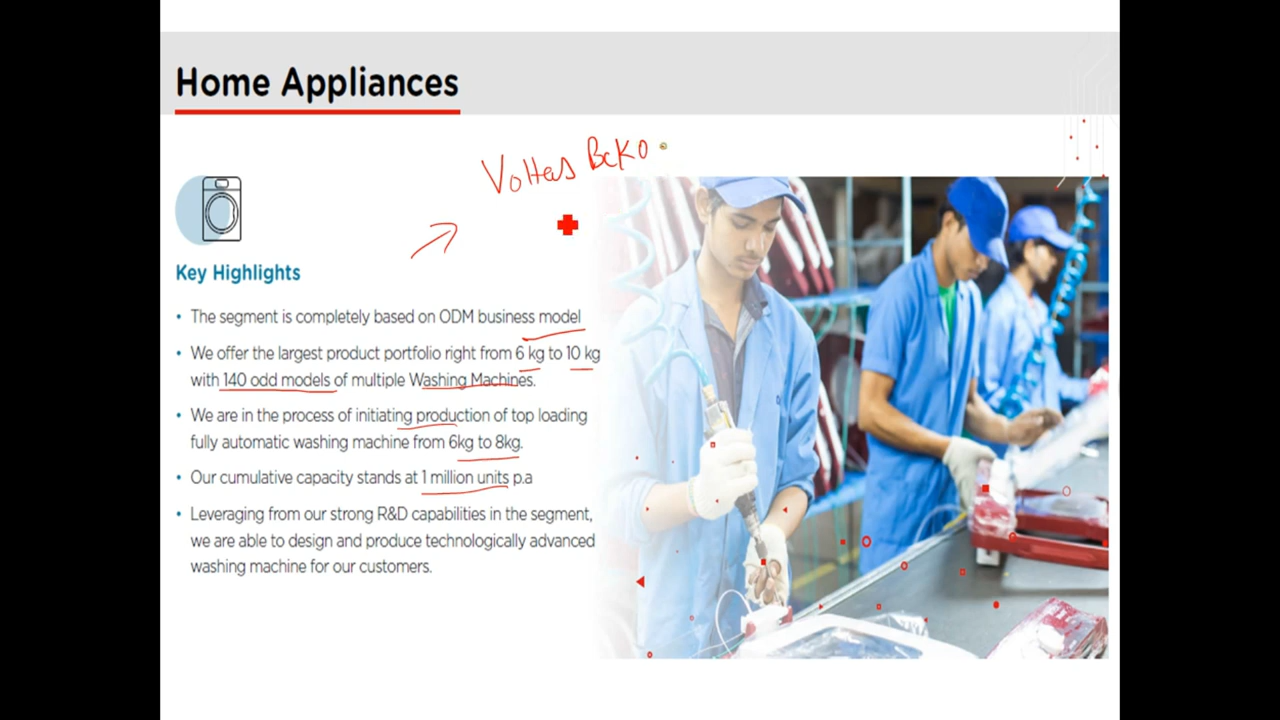 Home Appliances
Voltas Beko
Key Highlights
• The segment is completely based on ODM business model
• We offer the largest product portfolio right from 6 kg to 10 kg
with 140 odd models of multiple Washing Machines.
• We are in the process of initiating production of top loading
fully automatic washing machine from 6kg to 8kg.
• Our cumulative capacity stands at 1 million units p.a
• Leveraging from our strong R&D capabilities in the segment,
we are able to design and produce technologically advanced
washing machine for our customers.